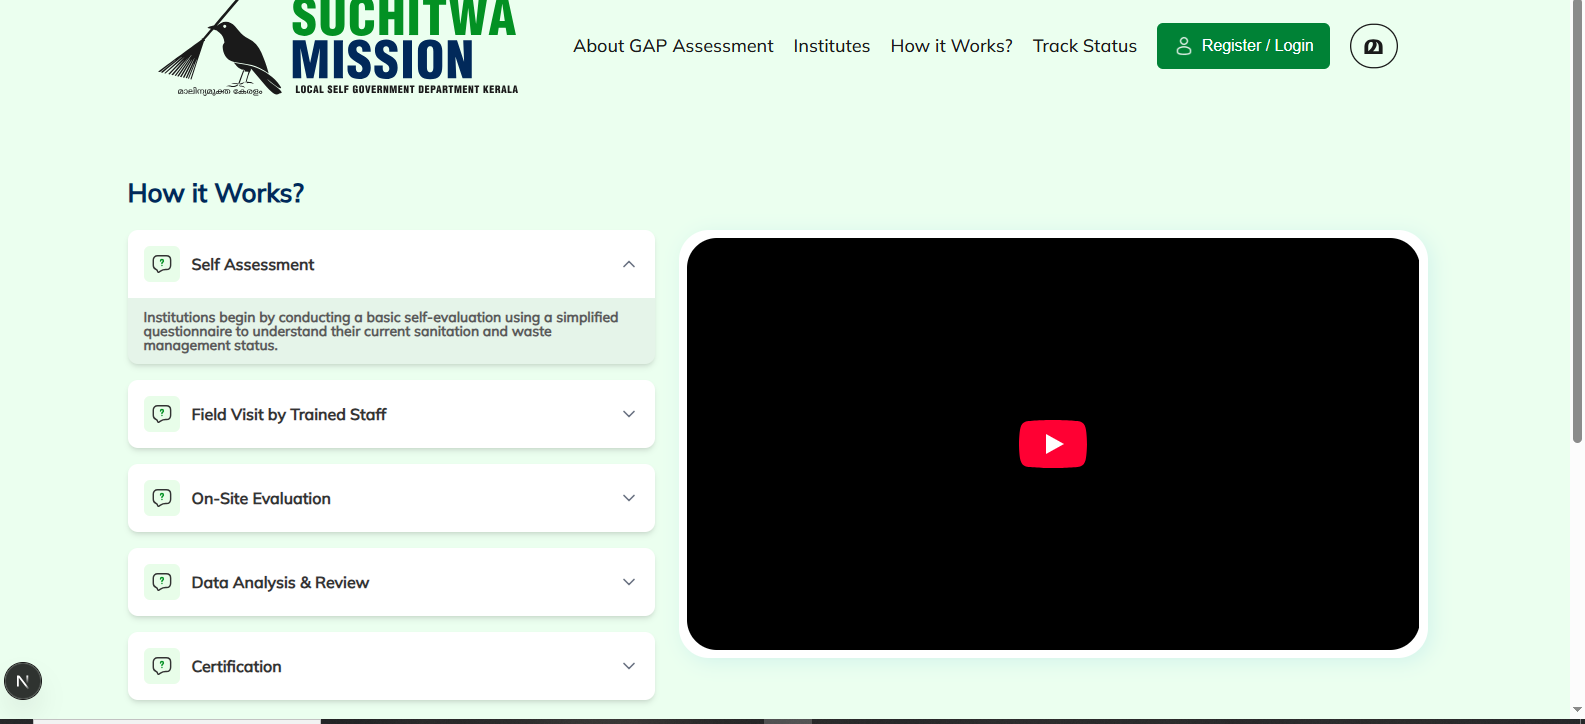 SUCHITWA
MISSION
LOCAL SELF GOVERNMENT DEPARTMENT KERALA
മാലിന്യമുക്ത കേരളം
About GAP Assessment
Institutes
How it Works?
Track Status
Register / Login
മ
How it Works?
Self Assessment
Institutions begin by conducting a basic self-evaluation using a simplified
questionnaire to understand their current sanitation and waste
management status.
Field Visit by Trained Staff
On-Site Evaluation
Data Analysis & Review
Certification
N